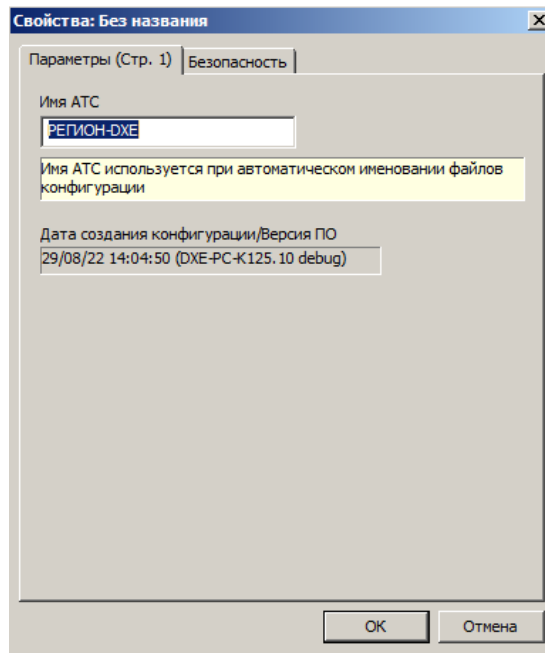 Свойства: Без названия
Параметры (Стр. 1)
Безопасность
Имя АТС
РЕГИОН-DXE
Имя АТС используется при автоматическом именовании файлов
конфигурации
Дата создания конфигурации/Версия ПО
29/08/22 14:04:50 (DXE-PC-K125.10 debug)
ОК
Отмена